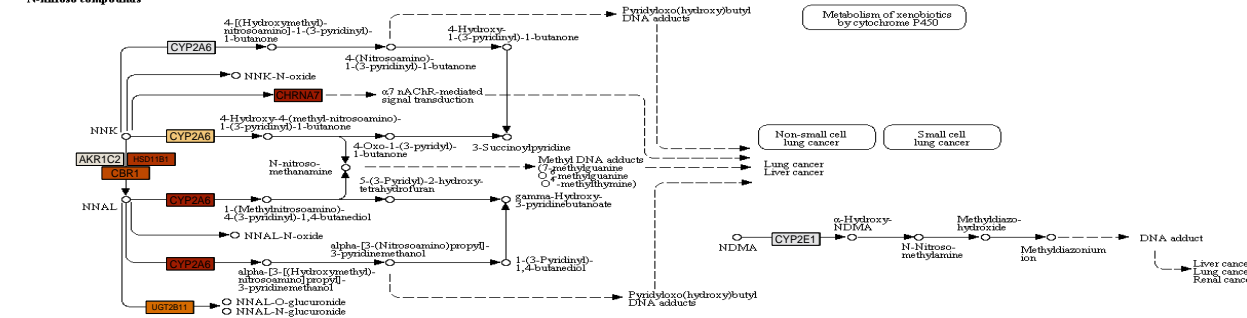 N-nitroso compounds
4-[(Hydroxymethyl)-
nitrosoamino]-1-(3-pyridinyl)-
1-butanone
CYP2A6
4-(Nitrosoamino)-
1-(3-pyridinyl)-1-butanone
4-Hydroxy-
1-(3-pyridinyl)-1-butanone
Pyridyloxo(hydroxy)butyl
DNA adducts
Metabolism of xenobiotics
by cytochrome P450
NNK-N-oxide
CHRNA7
α7 nAChR-mediated
signal transduction
NNK
4-Hydroxy-4-(methyl-nitrosoamino)-
1-(3-pyridinyl)-1-butanone
CYP2A6
4-Oxo-1-(3-pyridyl)-
1-butanone
3-Succinoylpyridine
Non-small cell
lung cancer
Small cell
lung cancer
AKR1C2
HSD11B1
CBR1
N-nitroso-
methanamine
Methyl DNA adducts
(7-methylguanine
O6-methylguanine
O4-methylthymine)
Lung cancer
Liver cancer
5-(3-Pyridyl)-2-hydroxy-
tetrahydrofuran
NNAL
CYP2A6
1-(Methylnitrosoamino)-
4-(3-pyridinyl)-1,4-butanediol
gamma-Hydroxy-
3-pyridinebutanoate
NNAL-N-oxide
alpha-[3-(Nitrosoamino)propyl]-
3-pyridinemethanol
CYP2A6
alpha-[3-[(Hydroxymethyl)-
nitrosoamino]propyl]-
3-pyridinemethanol
1-(3-Pyridinyl)-
1,4-butanediol
UGT2B11
NNAL-O-glucuronide
NNAL-N-glucuronide
Pyridyloxo(hydroxy)butyl
DNA adducts
NDMA
CYP2E1
α-Hydroxy-
NDMA
N-Nitroso-
methylamine
Methyldiazo-
hydroxide
Methyldiazonium
ion
DNA adduct
Liver cance
Lung cance
Renal canc